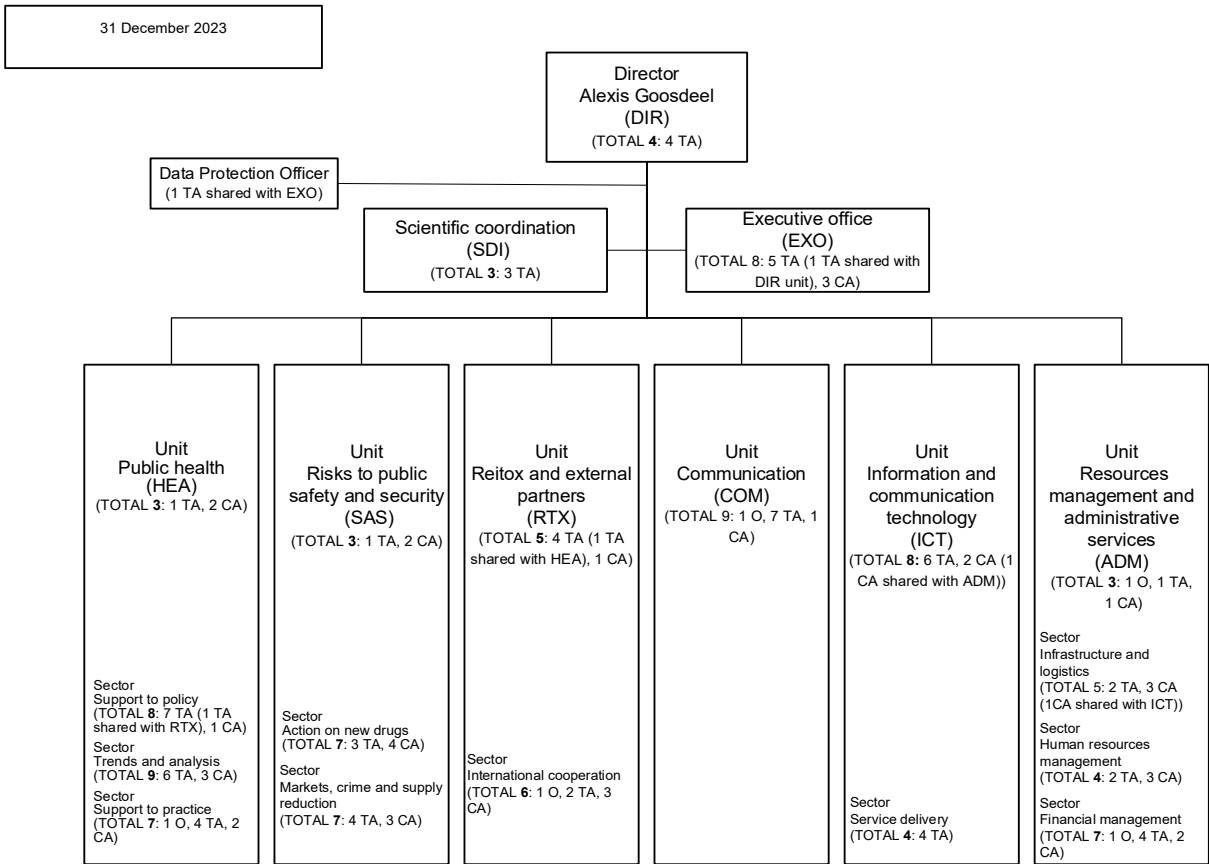 31 December 2023
Director
Alexis Goosdeel
(DIR)
(TOTAL 4: 4 TA)
Data Protection Officer
(1 TA shared with EXO)
Scientific coordination
(SDI)
(TOTAL 3: 3 TA)
Executive office
(EXO)
(TOTAL 8: 5 TA (1 TA shared with
DIR unit), 3 CA)
Unit
Public health
(HEA)
(TOTAL 3: 1 TA, 2 CA)
Sector
Support to policy
(TOTAL 8: 7 TA (1 TA
shared with RTX), 1 CA)
Sector
Trends and analysis
(TOTAL 9: 6 TA, 3 CA)
Sector
Support to practice
(TOTAL 7: 1 O, 4 TA, 2
CA)
Unit
Risks to public
safety and security
(SAS)
(TOTAL 3: 1 TA, 2 CA)
Sector
Action on new drugs
(TOTAL 7: 3 TA, 4 CA)
Sector
Markets, crime and supply
reduction
(TOTAL 7: 4 TA, 3 CA)
Unit
Reitox and external
partners
(RTX)
(TOTAL 5: 4 TA (1 TA
shared with HEA), 1 CA)
Sector
International cooperation
(TOTAL 6: 1 O, 2 TA, 3
CA)
Unit
Communication
(COM)
(TOTAL 9: 1 O, 7 TA, 1
CA)
Unit
Information and
communication
technology
(ICT)
(TOTAL 8: 6 TA, 2 CA (1
CA shared with ADM))
Sector
Service delivery
(TOTAL 4: 4 TA)
Unit
Resources
management and
administrative
services
(ADM)
(TOTAL 3: 1 O, 1 TA,
1 CA)
Sector
Infrastructure and
logistics
(TOTAL 5: 2 TA, 3 CA
(1CA shared with ICT))
Sector
Human resources
management
(TOTAL 4: 2 TA, 3 CA)
Sector
Financial management
(TOTAL 7: 1 O, 4 TA, 2
CA)